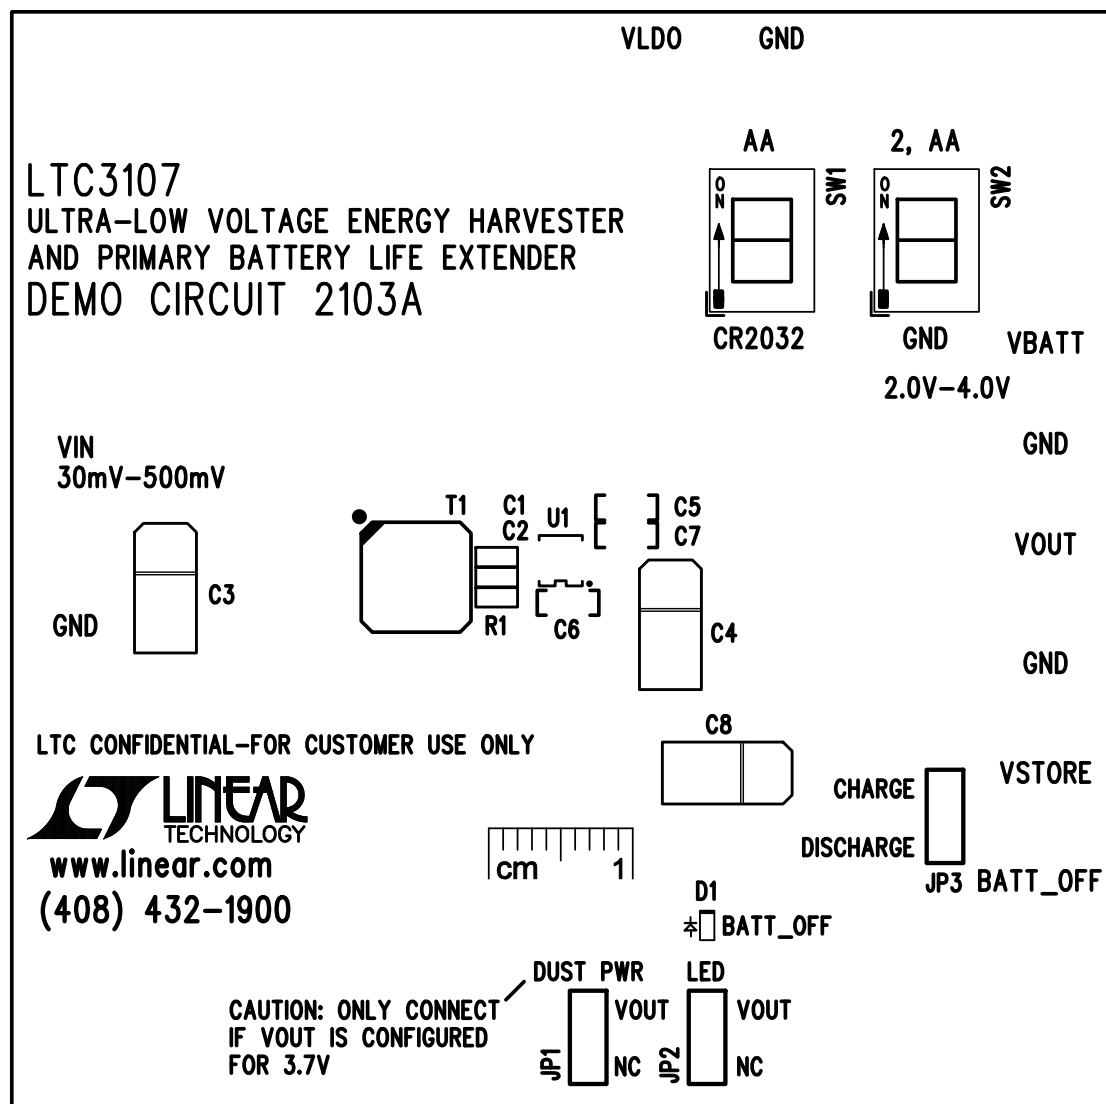 VLDO GND
AA 2, AA
ON SW1 ON SW2
LTC3107
ULTRA-LOW VOLTAGE ENERGY HARVESTER
AND PRIMARY BATTERY LIFE EXTENDER
DEMO CIRCUIT 2103A
CR2032 GND VBATT
2.0V-4.0V
GND
VIN
30mV-500mV
T1 C1 U1 C5
C2 C7
VOUT
C3
GND
R1 C6 C4
GND
C8
LTC CONFIDENTIAL-FOR CUSTOMER USE ONLY
LINEAR
TECHNOLOGY
www.linear.com
(408) 432-1900
VSTORE
CHARGE
DISCHARGE
JP3 BATT_OFF
cm 1
D1
BATT_OFF
DUST PWR LED
CAUTION: ONLY CONNECT
IF VOUT IS CONFIGURED
FOR 3.7V
JP1 VOUT
NC
JP2 VOUT
NC